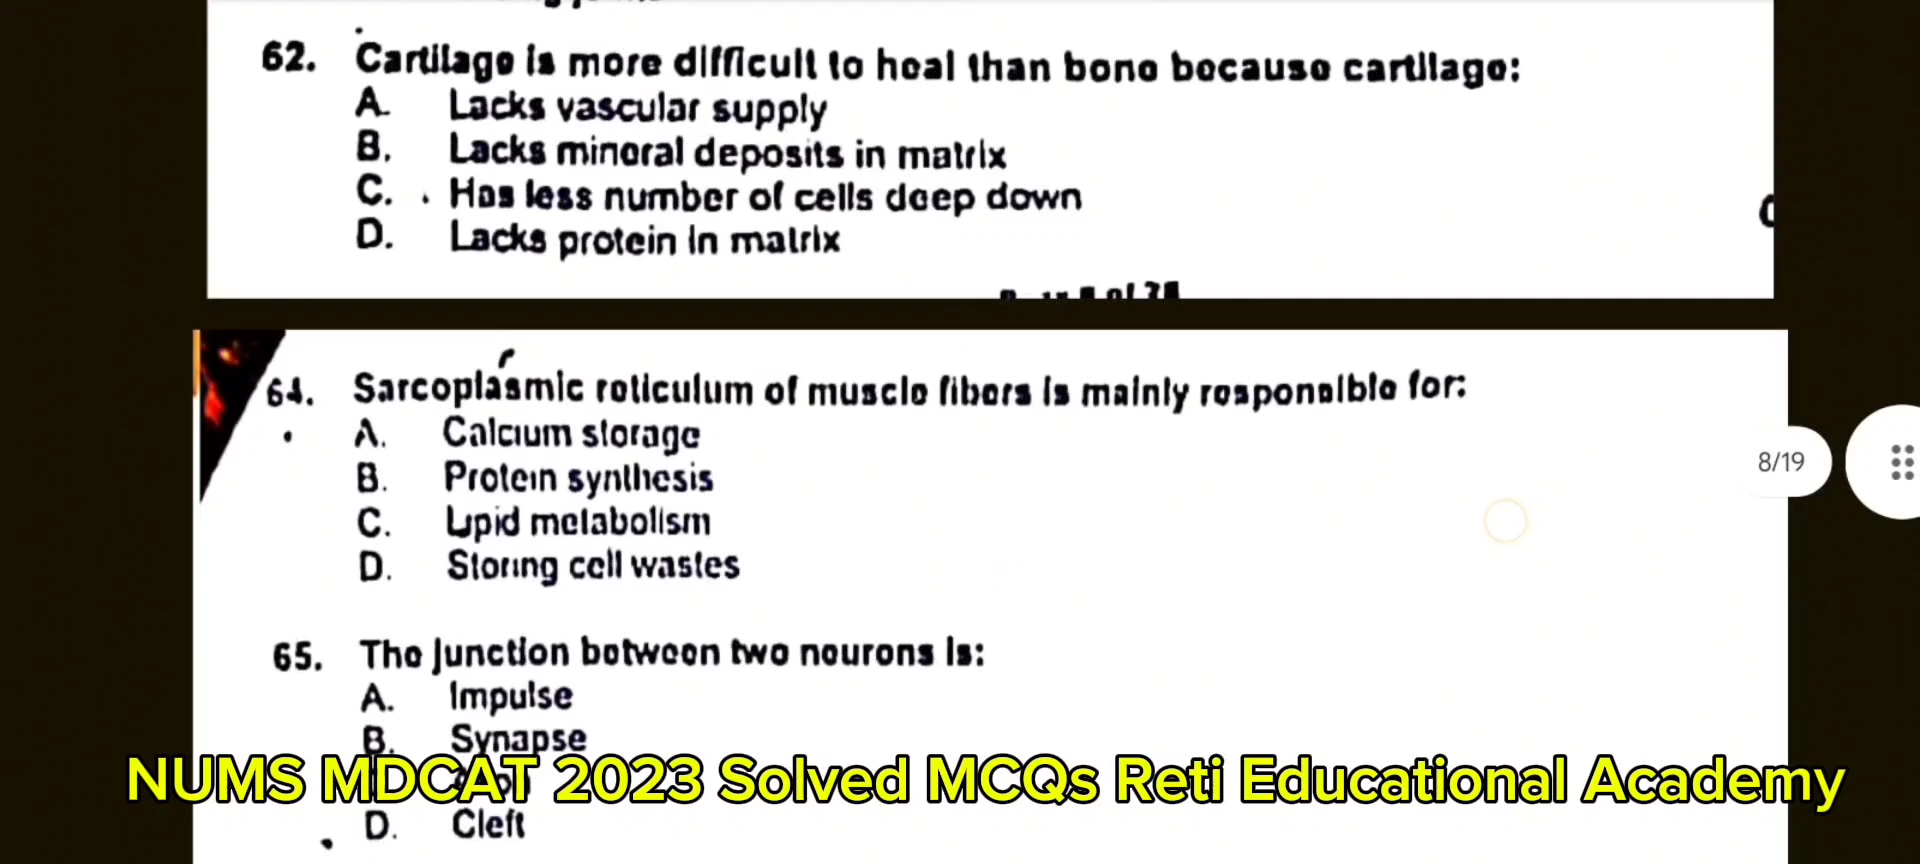 62. Cartilage is more difficult to heal than bone because cartilage:
A. Lacks vascular supply
B. Lacks mineral deposits in matrix
C. Has less number of cells deep down
D. Lacks protein in matrix
64. Sarcoplasmic reticulum of muscle fibers is mainly responsible for:
A. Calcium storage
B. Protein synthesis
C. Lipid metabolism
D. Storing cell wastes
8/19
65. The junction between two neurons is:
A. Impulse
B. Synapse
NUMS MDCAT 2023 Solved MCQs Reti Educational Academy
D. Cleft